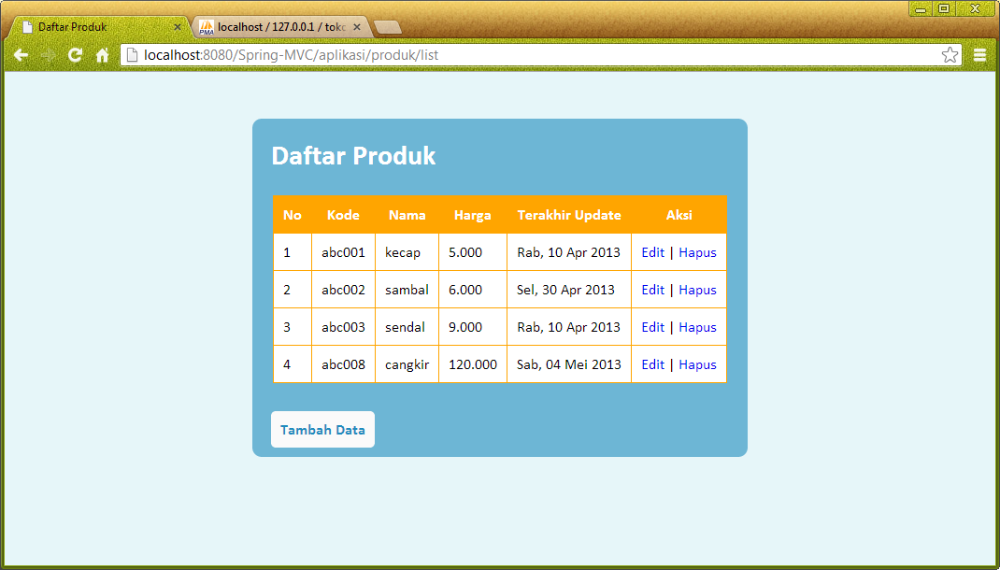 Daftar Produk
localhost / 127.0.0.1 / toko
PMA
localhost:8080/Spring-MVC/aplikasi/produk/list
Daftar Produk
No Kode Nama Harga Terakhir Update Aksi
1 abc001 kecap 5.000 Rab, 10 Apr 2013 Edit | Hapus
2 abc002 sambal 6.000 Sel, 30 Apr 2013 Edit | Hapus
3 abc003 sendal 9.000 Rab, 10 Apr 2013 Edit | Hapus
4 abc008 cangkir 120.000 Sab, 04 Mei 2013 Edit | Hapus
Tambah Data